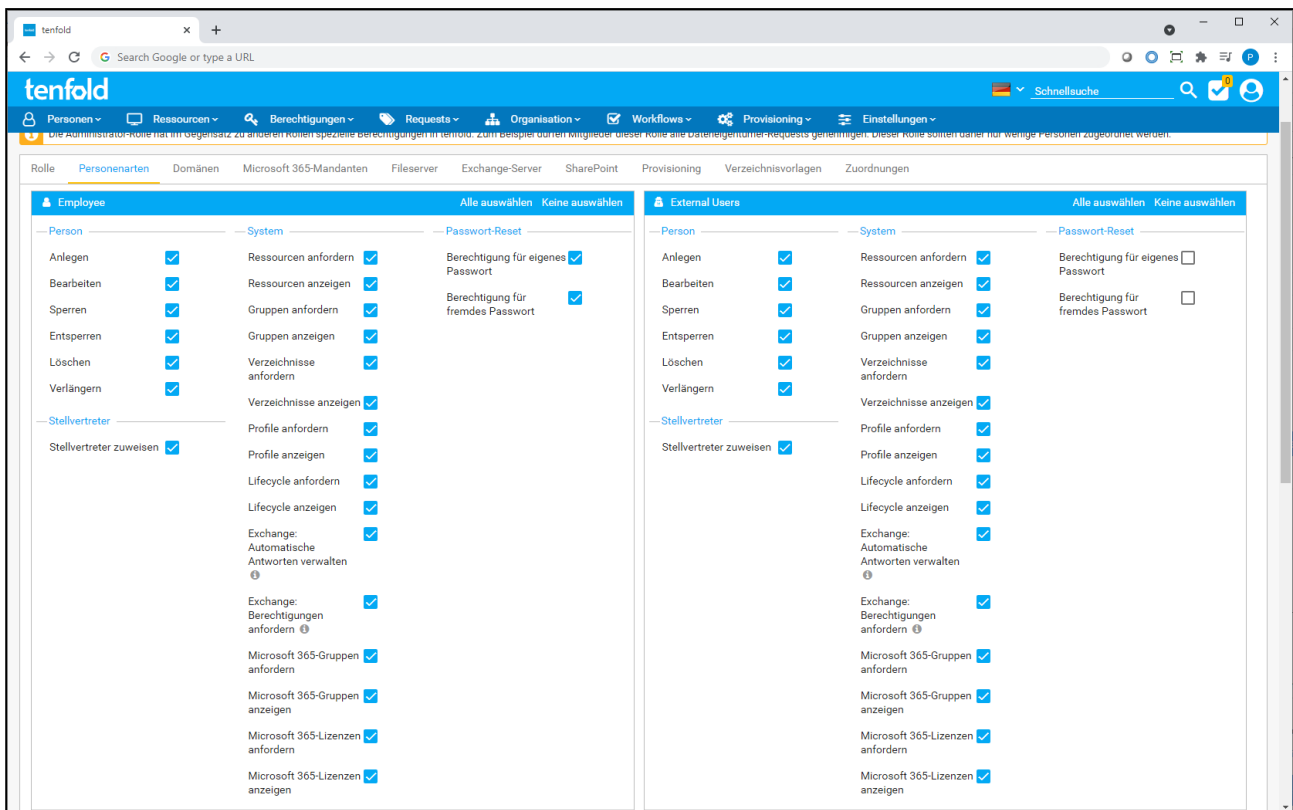 tenfold
Search Google or type a URL
P
tenfold
Schnellsuche
0
Personen
Ressourcen
Berechtigungen
Requests
Organisation
Workflows
Provisioning
Einstellungen
Die Administrator-Rolle hat im Gegensatz zu anderen Rollen spezielle Berechtigungen in tenfold. Zum Beispiel dürfen Mitglieder dieser Rolle alle Dateneigentümer-Requests genehmigen. Dieser Rolle sollten daher nur wenige Personen zugeordnet werden.
Rolle
Personenarten
Domänen
Microsoft 365-Mandanten
Fileserver
Exchange-Server
SharePoint
Provisioning
Verzeichnisvorlagen
Zuordnungen
Employee
Alle auswählen Keine auswählen
Person
Anlegen
Bearbeiten
Sperren
Entsperren
Löschen
Verlängern
Stellvertreter
Stellvertreter zuweisen
System
Ressourcen anfordern
Ressourcen anzeigen
Gruppen anfordern
Gruppen anzeigen
Verzeichnisse
anfordern
Verzeichnisse anzeigen
Profile anfordern
Profile anzeigen
Lifecycle anfordern
Lifecycle anzeigen
Exchange:
Automatische
Antworten verwalten
Exchange:
Berechtigungen
anfordern
Microsoft 365-Gruppen
anfordern
Microsoft 365-Gruppen
anzeigen
Microsoft 365-Lizenzen
anfordern
Microsoft 365-Lizenzen
anzeigen
Passwort-Reset
Berechtigung für eigenes
Passwort
Berechtigung für
fremdes Passwort
External Users
Alle auswählen Keine auswählen
Person
Anlegen
Bearbeiten
Sperren
Entsperren
Löschen
Verlängern
Stellvertreter
Stellvertreter zuweisen
System
Ressourcen anfordern
Ressourcen anzeigen
Gruppen anfordern
Gruppen anzeigen
Verzeichnisse
anfordern
Verzeichnisse anzeigen
Profile anfordern
Profile anzeigen
Lifecycle anfordern
Lifecycle anzeigen
Exchange:
Automatische
Antworten verwalten
Exchange:
Berechtigungen
anfordern
Microsoft 365-Gruppen
anfordern
Microsoft 365-Gruppen
anzeigen
Microsoft 365-Lizenzen
anfordern
Microsoft 365-Lizenzen
anzeigen
Passwort-Reset
Berechtigung für eigenes
Passwort
Berechtigung für
fremdes Passwort